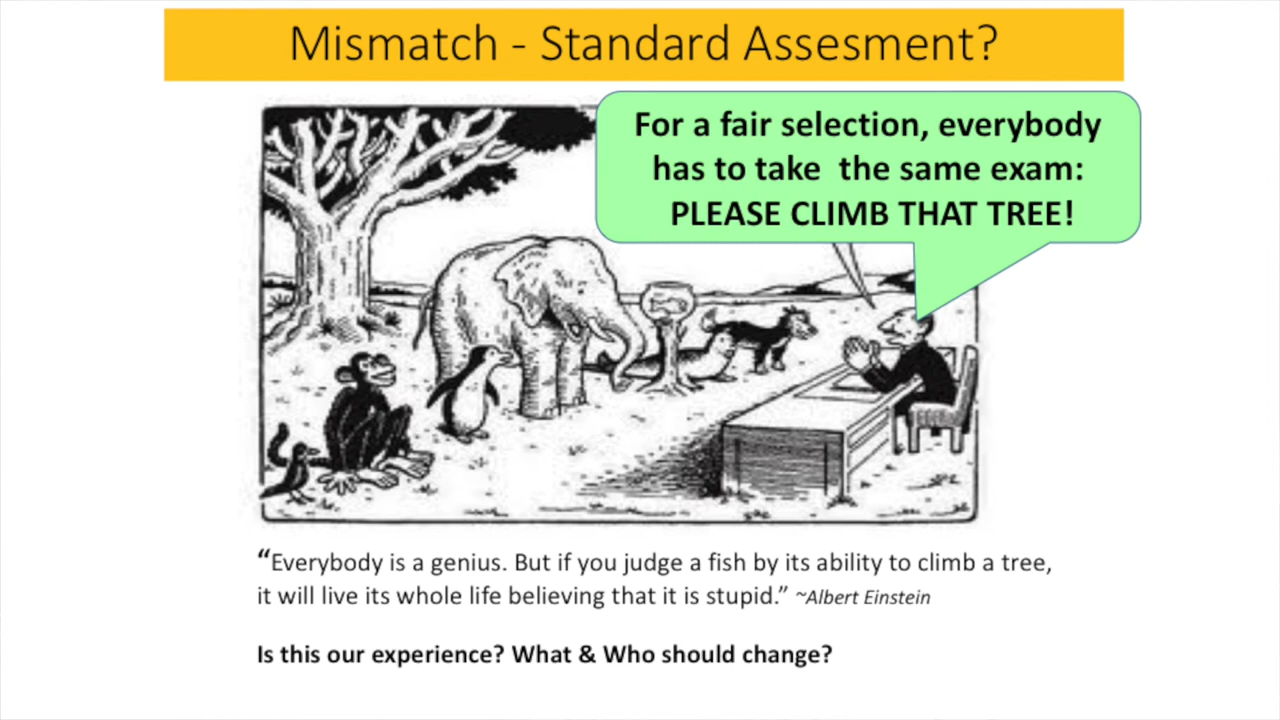 Mismatch - Standard Assesment?
For a fair selection, everybody
has to take the same exam:
PLEASE CLIMB THAT TREE!
“Everybody is a genius. But if you judge a fish by its ability to climb a tree,
it will live its whole life believing that it is stupid.” ~Albert Einstein
Is this our experience? What & Who should change?